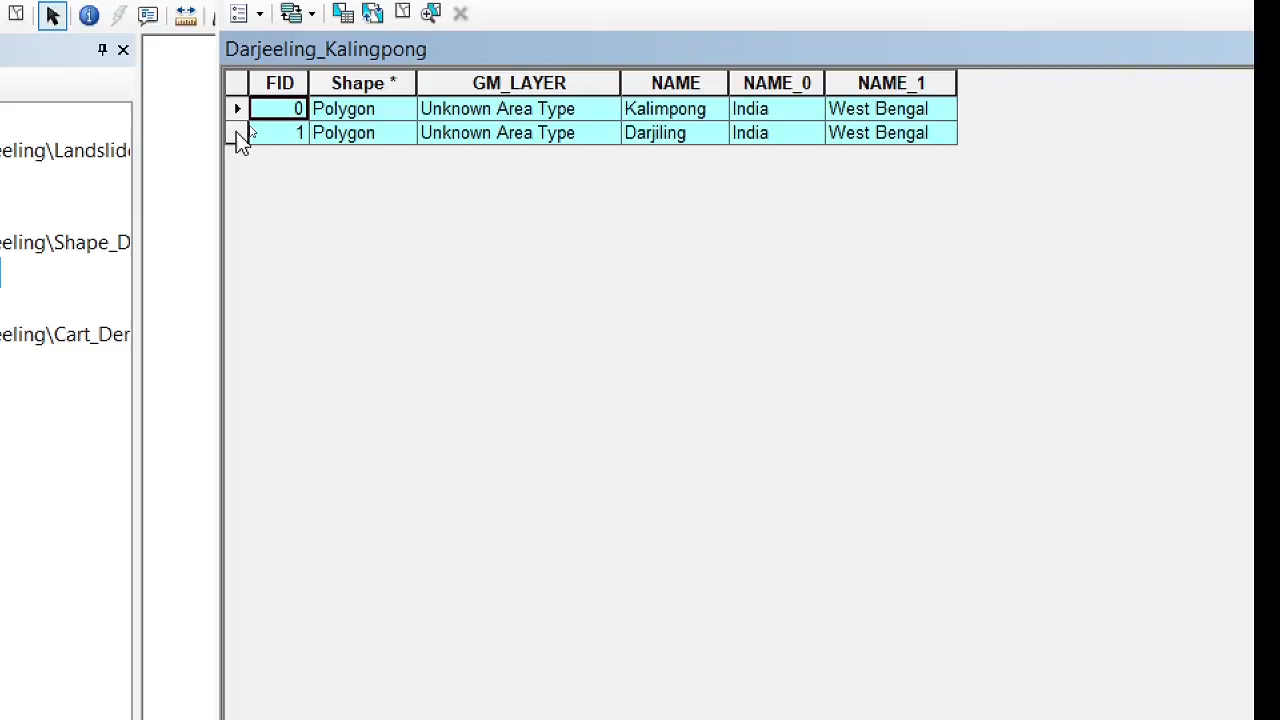 Darjeeling_Kalingpong
FID Shape * GM_LAYER NAME NAME_0 NAME_1
0 Polygon Unknown Area Type Kalimpong India West Bengal
1 Polygon Unknown Area Type Darjiling India West Bengal
eeling\Landslid
eeling\Shape_D
eeling\Cart_Der